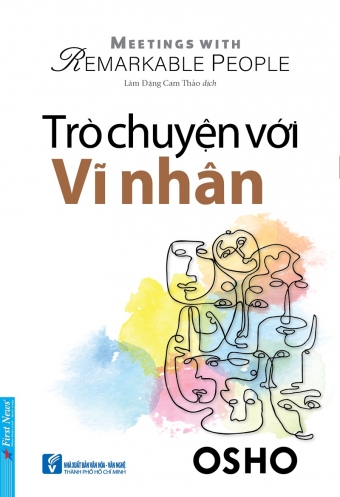 MEETINGS WITH
REMARKABLE PEOPLE
Lâm Đặng Cam Thảo dịch
Trò chuyện với
Vĩ nhân
First News
NHÀ XUẤT BẢN VĂN HÓA - VĂN NGHỆ
THÀNH PHỐ HỒ CHÍ MINH
OSHO